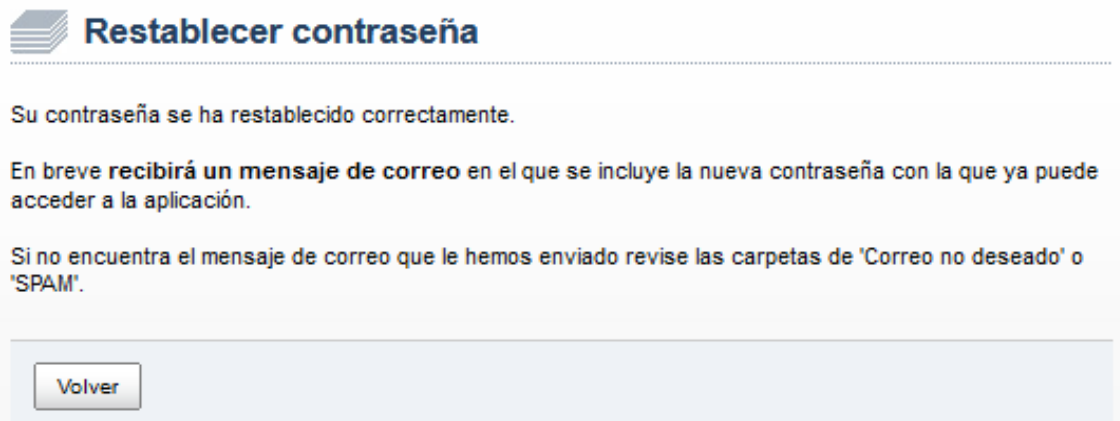 Restablecer contraseña
Su contraseña se ha restablecido correctamente.
En breve recibirá un mensaje de correo en el que se incluye la nueva contraseña con la que ya puede
acceder a la aplicación.
Si no encuentra el mensaje de correo que le hemos enviado revise las carpetas de 'Correo no deseado' o
'SPAM'.
Volver